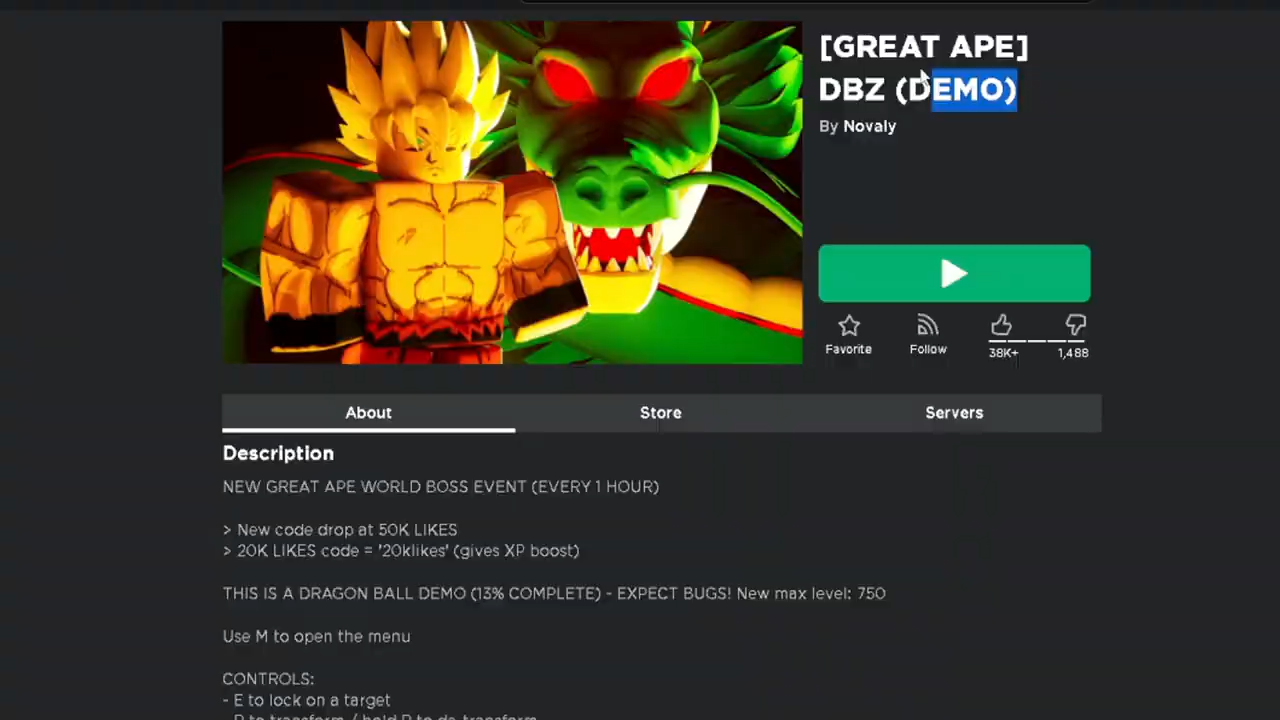 [GREAT APE]
DBZ (DEMO)
By Novaly
Favorite
Follow
38K+
1,488
About
Store
Servers
Description
NEW GREAT APE WORLD BOSS EVENT (EVERY 1 HOUR)
> New code drop at 50K LIKES
> 20K LIKES code = '20klikes' (gives XP boost)
THIS IS A DRAGON BALL DEMO (13% COMPLETE) - EXPECT BUGS! New max level: 750
Use M to open the menu
CONTROLS:
- E to lock on a target